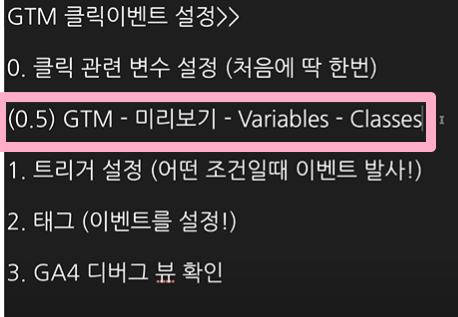 GTM 클릭이벤트 설정>>
0. 클릭 관련 변수 설정 (처음에 딱 한번)
(0.5) GTM - 미리보기 - Variables - Classes
1. 트리거 설정 (어떤 조건일때 이벤트 발사!)
2. 태그 (이벤트를 설정!)
3. GA4 디버그 뷰 확인